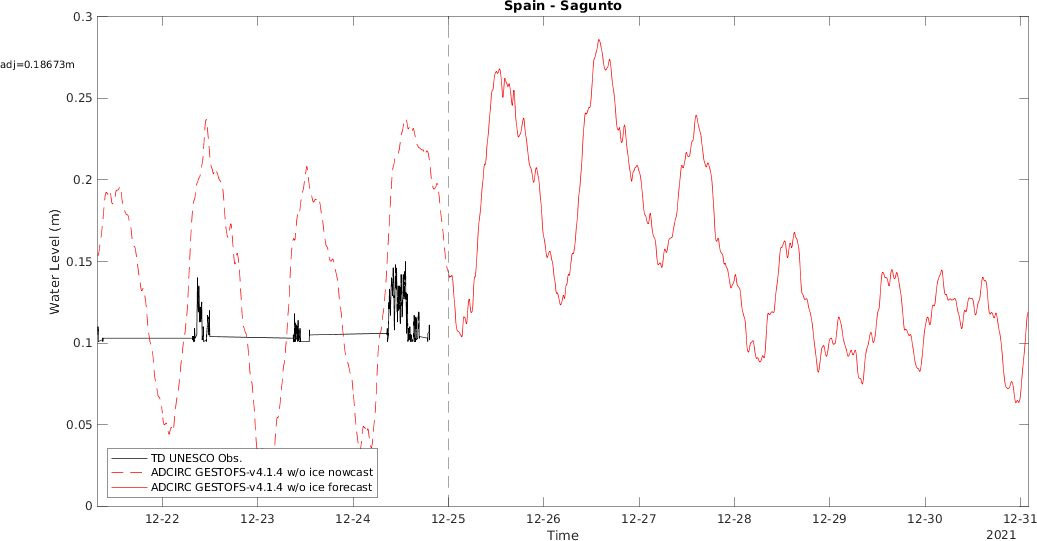 Spain - Sagunto
adj=0.18673m
Water Level (m)
0.3
0.25
0.2
0.15
0.1
0.05
0
TD UNESCO Obs.
ADCIRC GESTOFS-v4.1.4 w/o ice nowcast
ADCIRC GESTOFS-v4.1.4 w/o ice forecast
12-22 12-23 12-24 12-25 12-26 12-27 12-28 12-29 12-30 12-31
Time
2021